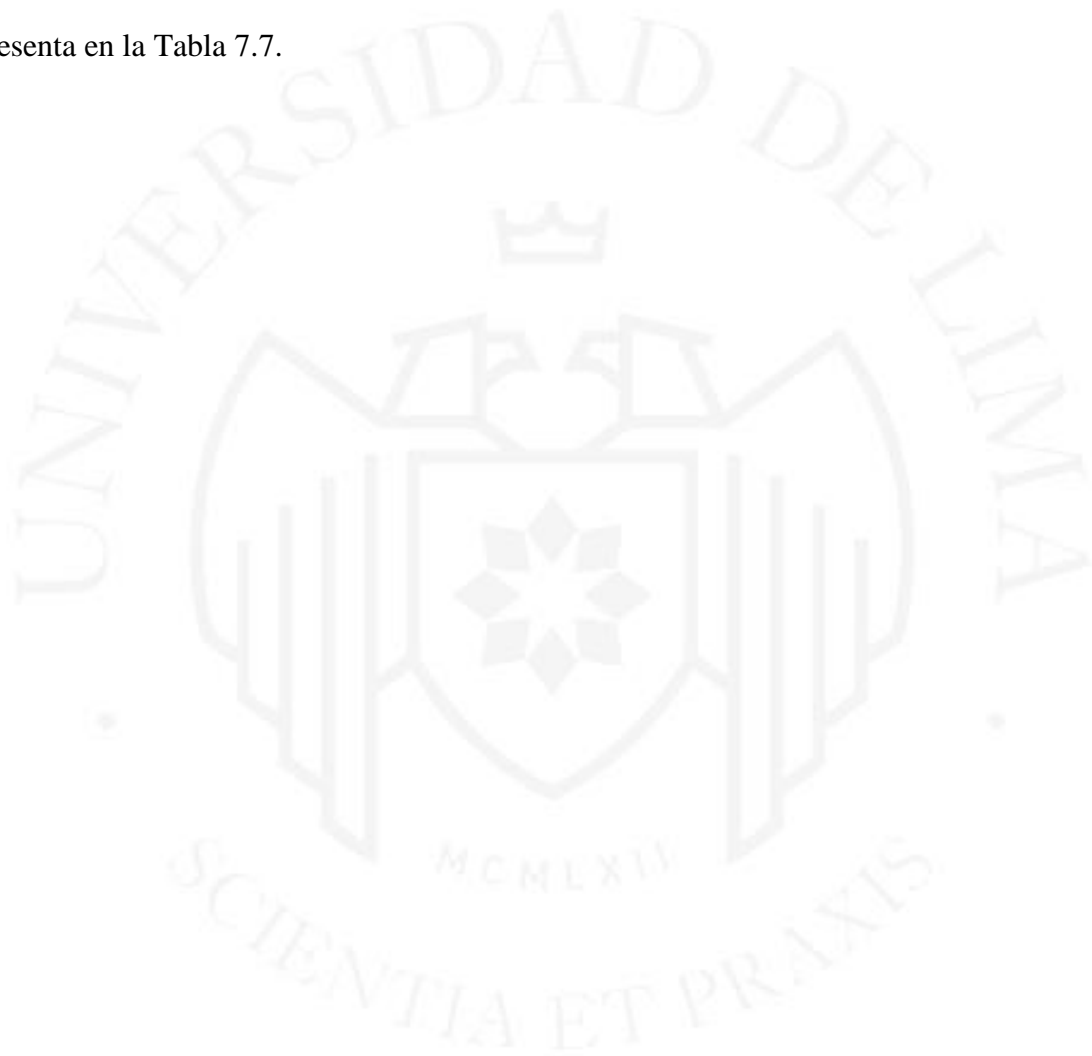 esenta en la Tabla 7.7.
UNIVERSIDAD DE LIMA
MCMLXII
SCIENTIA ET PRAXIS